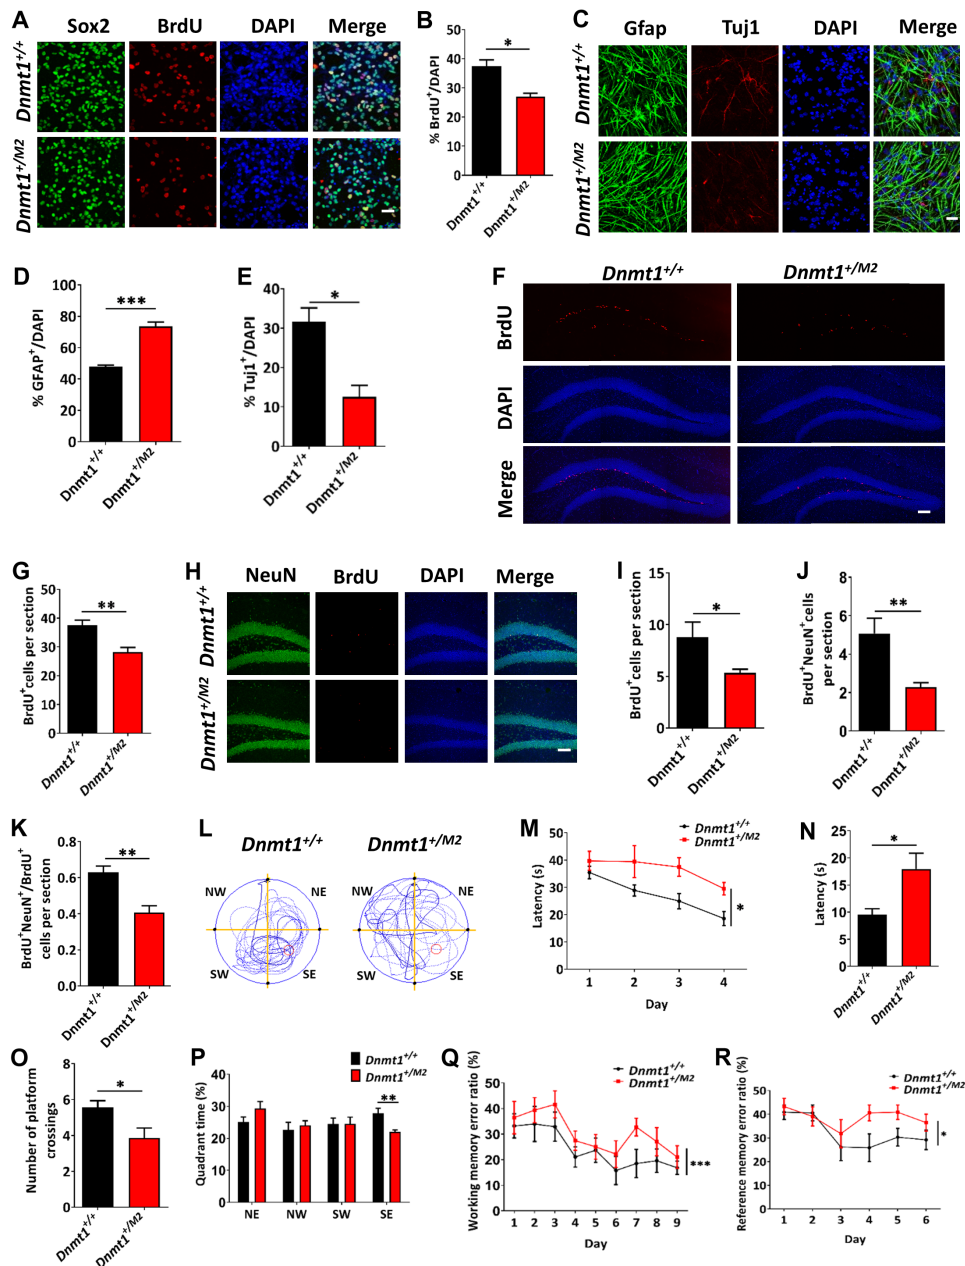 A
Sox2 BrdU DAPI Merge
Dnmt1+/+
Dnmt1+/M2
B
% BrdU+/DAPI
50
40
30
20
10
0
*
Dnmt1+/+
Dnmt1+/M2
C
Gfap Tuj1 DAPI Merge
Dnmt1+/+
Dnmt1+/M2
D
% GFAP+/DAPI
100
80
60
40
20
0
***
Dnmt1+/+
Dnmt1+/M2
E
% Tuj1+/DAPI
40
30
20
10
0
*
Dnmt1+/+
Dnmt1+/M2
F
Dnmt1+/+ Dnmt1+/M2
BrdU
DAPI
Merge
G
BrdU+cells per section
50
40
30
20
10
0
**
Dnmt1+/+
Dnmt1+/M2
H
NeuN BrdU DAPI Merge
Dnmt1+/+
Dnmt1+/M2
I
BrdU+cells per section
15
10
5
0
*
Dnmt1+/+
Dnmt1+/M2
J
BrdU+NeuN+cells
per section
8
6
4
2
0
**
Dnmt1+/+
Dnmt1+/M2
K
BrdU+NeuN+/BrdU+
cells per section
0.8
0.6
0.4
0.2
0.0
**
Dnmt1+/+
Dnmt1+/M2
L
Dnmt1+/+ Dnmt1+/M2
NW NE NW NE
SW SE SW SE
M
Dnmt1+/+
Dnmt1+/M2
Latency (s)
50
40
30
20
10
0
*
1 2 3 4
Day
N
Latency (s)
25
20
15
10
5
0
*
Dnmt1+/+
Dnmt1+/M2
O
Number of platform
crossings
8
6
4
2
0
*
Dnmt1+/+
Dnmt1+/M2
P
Dnmt1+/+
Dnmt1+/M2
Quadrant time (%)
50
40
30
20
10
0
**
NE NW SW SE
Q
Dnmt1+/+
Dnmt1+/M2
Working memory error ratio (%)
50
40
30
20
10
0
***
1 2 3 4 5 6 7 8 9
Day
R
Dnmt1+/+
Dnmt1+/M2
Reference memory error ratio (%)
50
40
30
20
10
0
*
1 2 3 4 5 6
Day